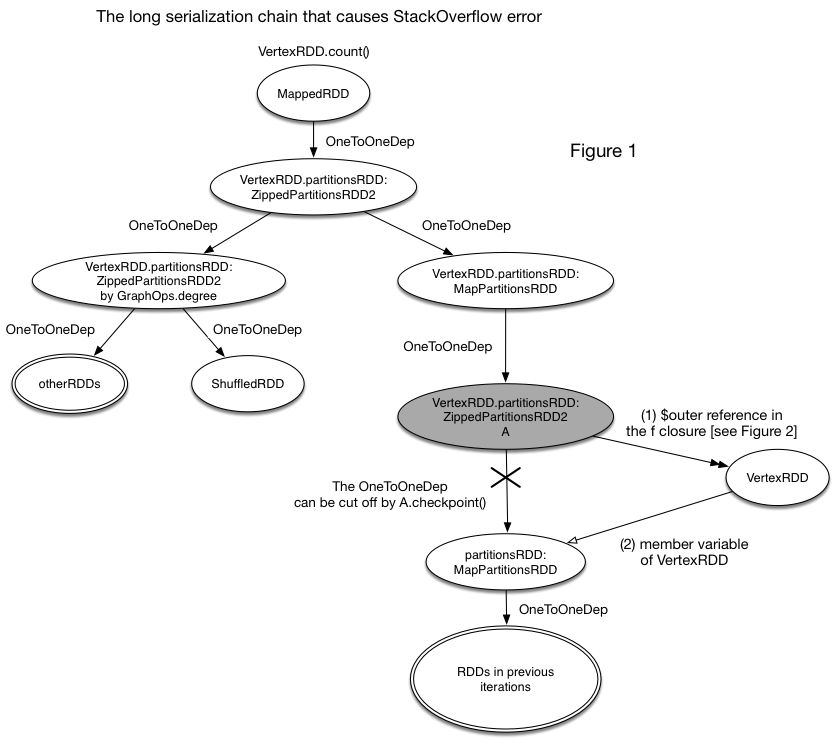 The long serialization chain that causes StackOverflow error
VertexRDD.count()
MappedRDD
OneToOneDep
Figure 1
VertexRDD.partitionsRDD:
ZippedPartitionsRDD2
OneToOneDep
OneToOneDep
VertexRDD.partitionsRDD:
ZippedPartitionsRDD2
by GraphOps.degree
VertexRDD.partitionsRDD:
MapPartitionsRDD
OneToOneDep
OneToOneDep
OneToOneDep
otherRDDs
ShuffledRDD
VertexRDD.partitionsRDD:
ZippedPartitionsRDD2
A
(1) $outer reference in
the f closure [see Figure 2]
VertexRDD
The OneToOneDep
can be cut off by A.checkpoint()
(2) member variable
of VertexRDD
partitionsRDD:
MapPartitionsRDD
OneToOneDep
RDDs in previous
iterations